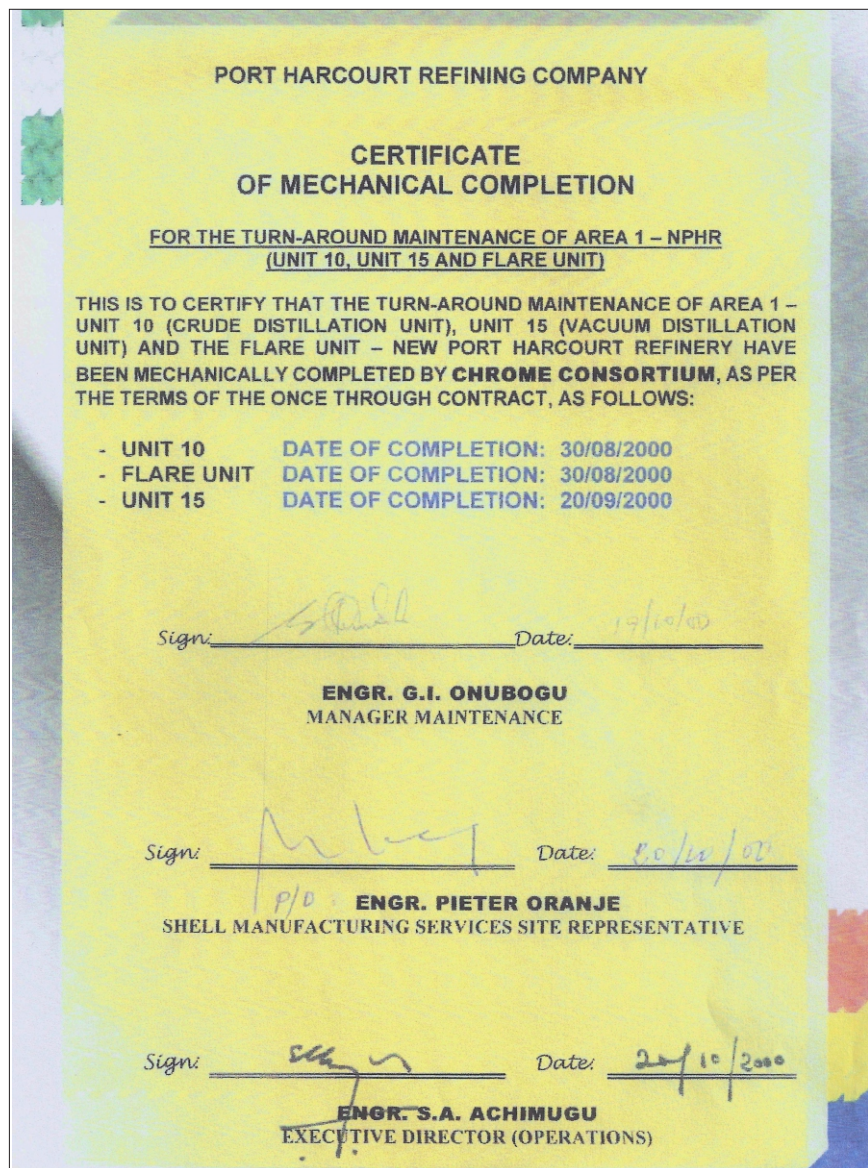 PORT HARCOURT REFINING COMPANY
CERTIFICATE
OF MECHANICAL COMPLETION
FOR THE TURN-AROUND MAINTENANCE OF AREA 1 – NPHR
(UNIT 10, UNIT 15 AND FLARE UNIT)
THIS IS TO CERTIFY THAT THE TURN-AROUND MAINTENANCE OF AREA 1 –
UNIT 10 (CRUDE DISTILLATION UNIT), UNIT 15 (VACUUM DISTILLATION
UNIT) AND THE FLARE UNIT – NEW PORT HARCOURT REFINERY HAVE
BEEN MECHANICALLY COMPLETED BY CHROME CONSORTIUM, AS PER
THE TERMS OF THE ONCE THROUGH CONTRACT, AS FOLLOWS:
- UNIT 10 DATE OF COMPLETION: 30/08/2000
- FLARE UNIT DATE OF COMPLETION: 30/08/2000
- UNIT 15 DATE OF COMPLETION: 20/09/2000
Sign: Date: 19/10/00
ENGR. G.I. ONUBOGU
MANAGER MAINTENANCE
Sign: Date: 20/10/00
P/O ENGR. PIETER ORANJE
SHELL MANUFACTURING SERVICES SITE REPRESENTATIVE
Sign: Date: 20/10/2000
ENGR. S.A. ACHIMUGU
EXECUTIVE DIRECTOR (OPERATIONS)